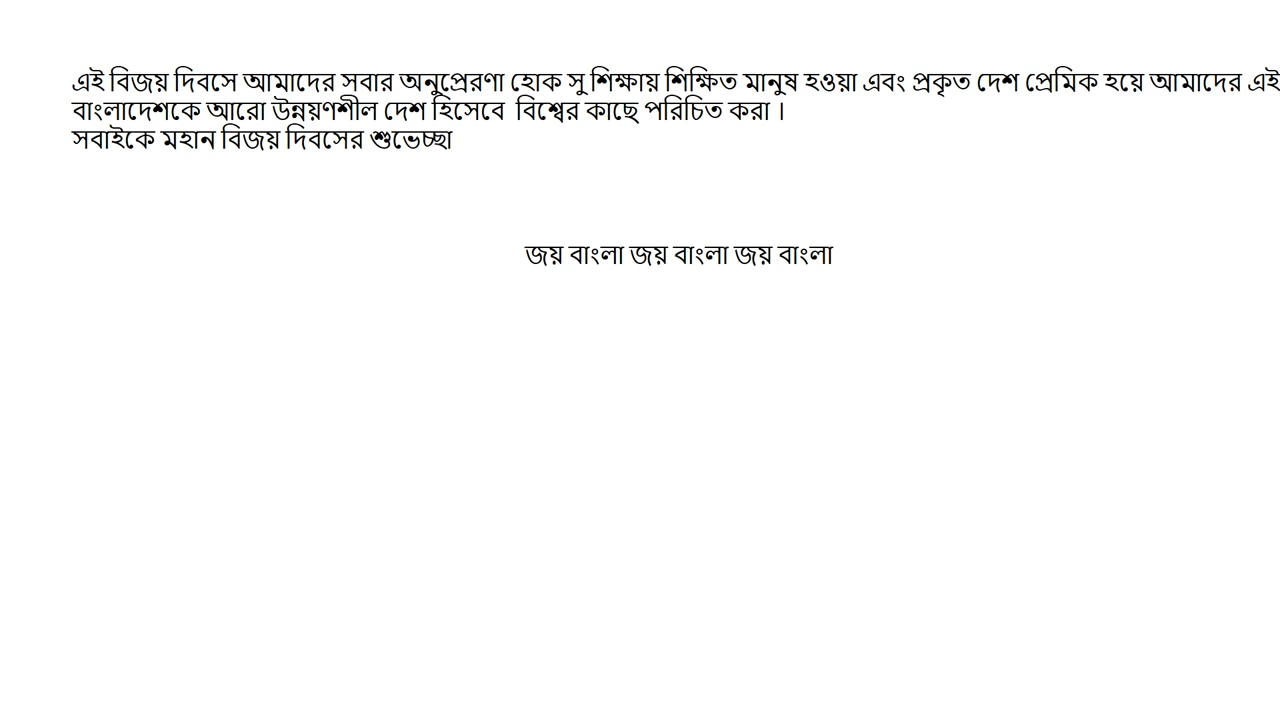 এই বিজয় দিবসে আমাদের সবার অনুপ্রেরণা হোক সু শিক্ষায় শিক্ষিত মানুষ হওয়া এবং প্রকৃত দেশ প্রেমিক হয়ে আমাদের এই
বাংলাদেশকে আরো উন্নয়ণশীল দেশ হিসেবে বিশ্বের কাছে পরিচিত করা ।
সবাইকে মহান বিজয় দিবসের শুভেচ্ছা
জয় বাংলা জয় বাংলা জয় বাংলা